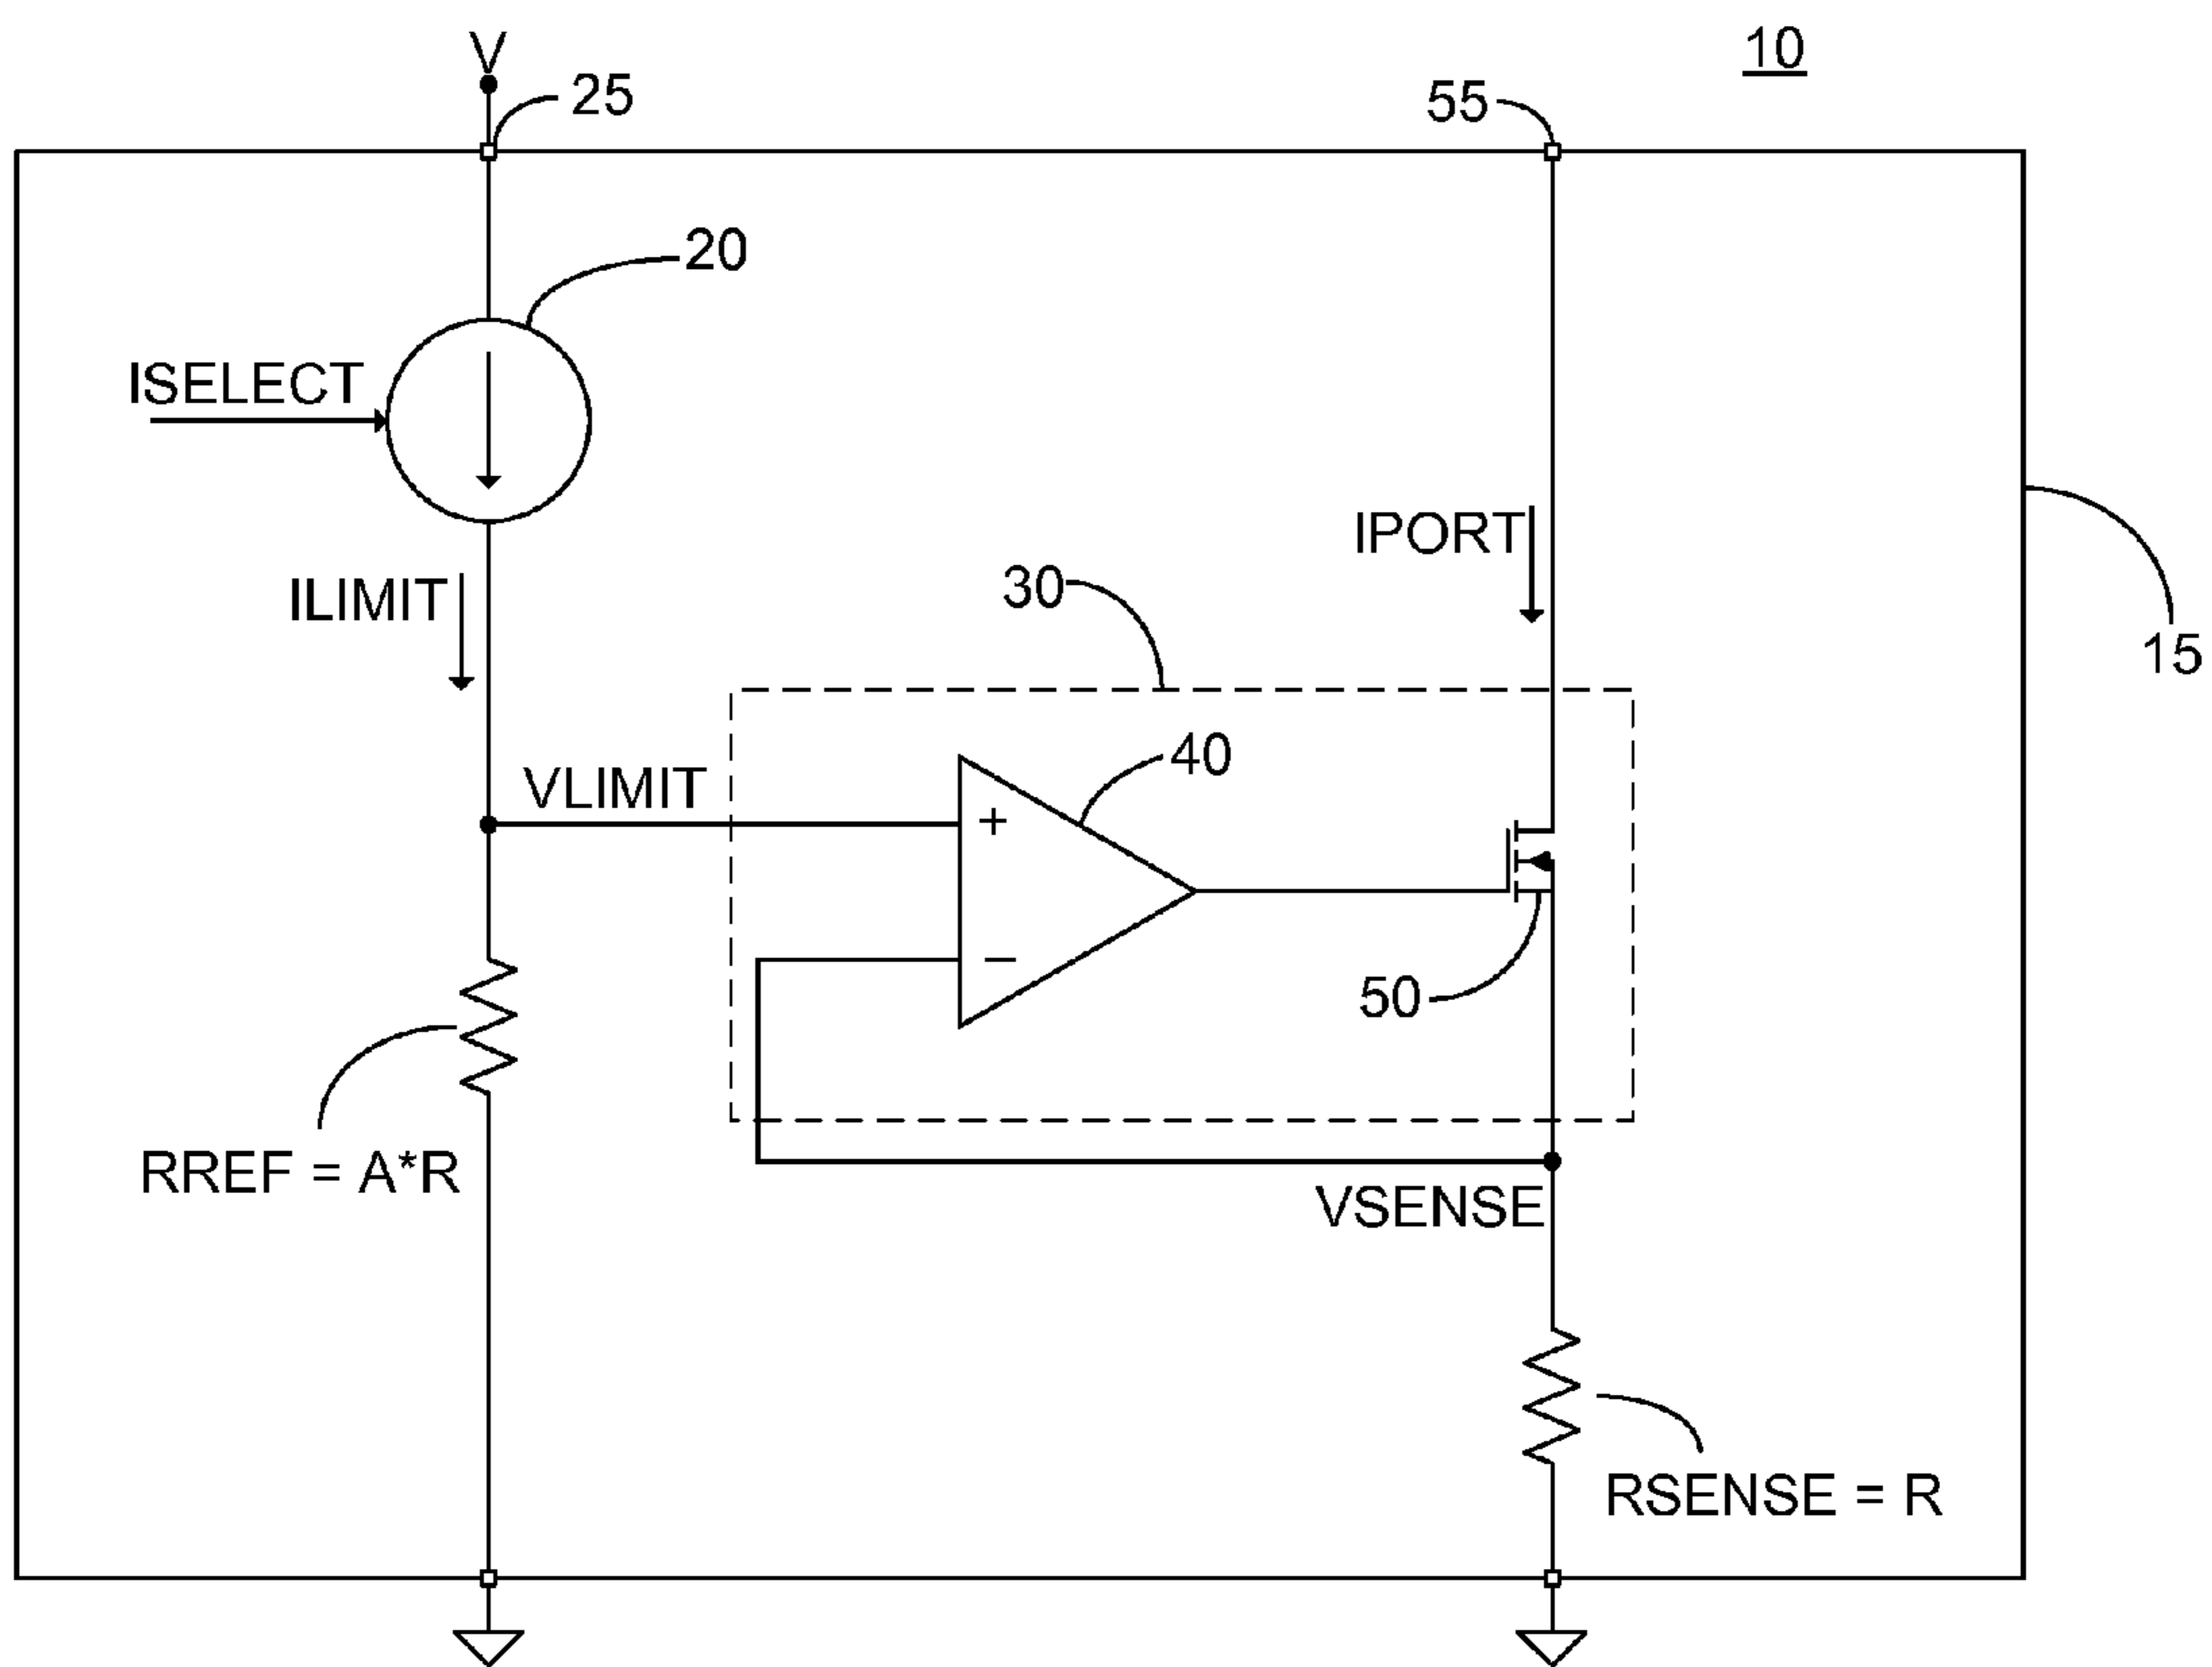 V
10
25
55
20
ISELECT
IPORT
ILIMIT
30
15
40
VLIMIT
+
−
50
RREF = A*R
VSENSE
RSENSE = R